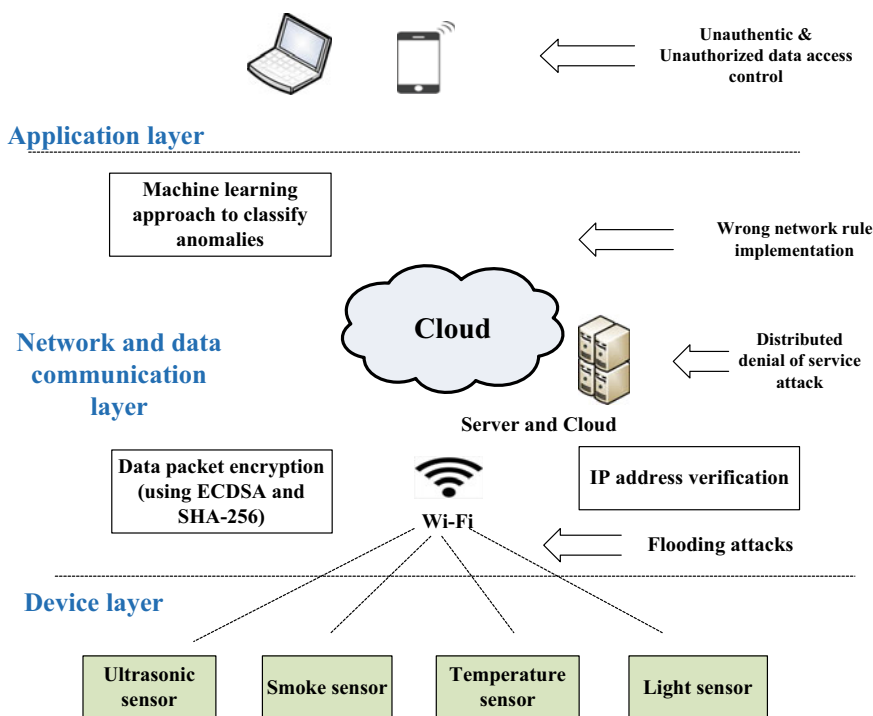 Unauthentic &
Unauthorized data access
control
Application layer
Machine learning
approach to classify
anomalies
Wrong network rule
implementation
Cloud
Network and data
communication
layer
Distributed
denial of service
attack
Server and Cloud
Data packet encryption
(using ECDSA and
SHA-256)
IP address verification
Wi-Fi
Flooding attacks
Device layer
Ultrasonic
sensor
Smoke sensor
Temperature
sensor
Light sensor